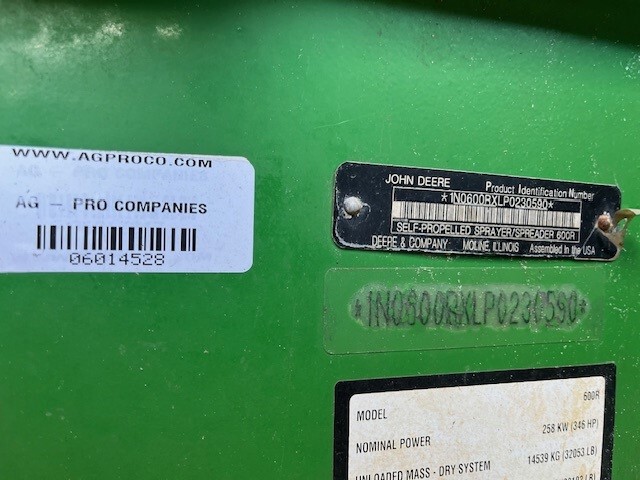 WWW.AGPROCO.COM
AG - PRO COMPANIES
06014528
JOHN DEERE Product Identification Number
*1N0600RXLP0230590*
SELF-PROPELLED SPRAYER/SPREADER 600R
DEERE & COMPANY MOLINE, ILLINOIS Assembled in the USA
*1N0600RXLP0230590*
MODEL 600R
NOMINAL POWER 258 KW (346 HP)
UNLOADED MASS - DRY SYSTEM 14539 KG (32053 LB)